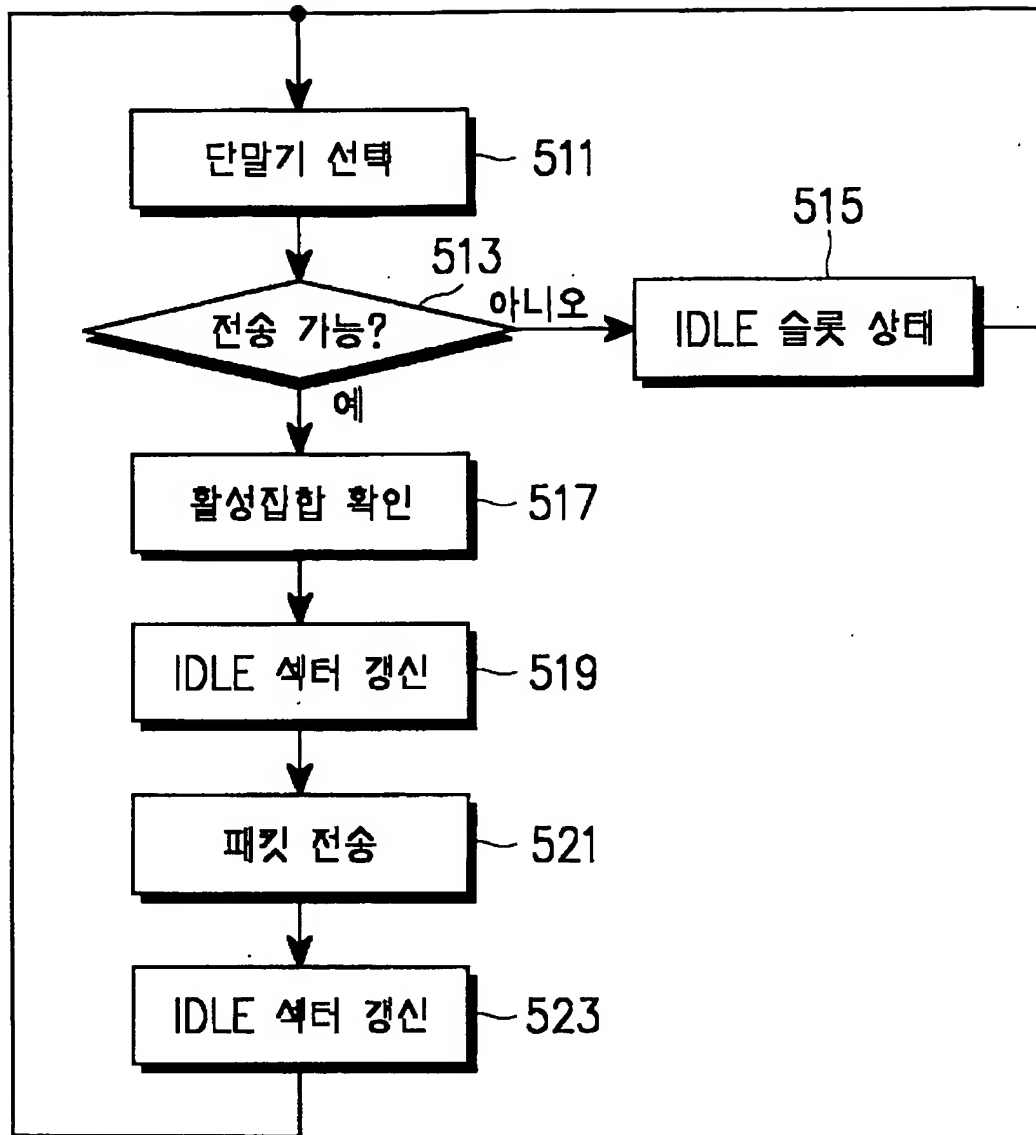 단말기 선택
511
513
515
전송 가능?
아니오
IDLE 슬롯 상태
예
활성집합 확인
517
IDLE 섹터 갱신
519
패킷 전송
521
IDLE 섹터 갱신
523